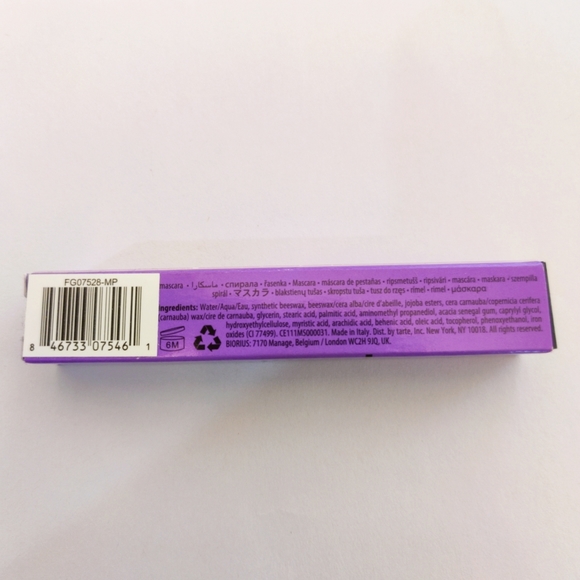 FG07528-MP
8 46733 07546 1
mascara • ماسكارا • спирала • řasenka • Mascara • máscara de pestañas • ripsmetušš • ripsiväri • mascára • maskara • szempilla
spirál • マスカラ • blakstienų tušas • skropstu tuša • tusz do rzęs • rimel • rimel • μάσκαρα
Ingredients: Water/Aqua/Eau, synthetic beeswax, beeswax/cera alba/cire d'abeille, jojoba esters, cera carnauba/copernicia cerifera
(carnauba) wax/cire de carnauba, glycerin, stearic acid, palmitic acid, aminomethyl propanediol, acacia senegal gum, caprylyl glycol,
hydroxyethylcellulose, myristic acid, arachidic acid, behenic acid, oleic acid, tocopherol, phenoxyethanol, iron
oxides (CI 77499). CE111MS000031. Made in Italy. Dist. by tarte, inc. New York, NY 10018. All rights reserved.
BIORIUS: 7170 Manage, Belgium / London WC2H 9JQ, UK.
6M